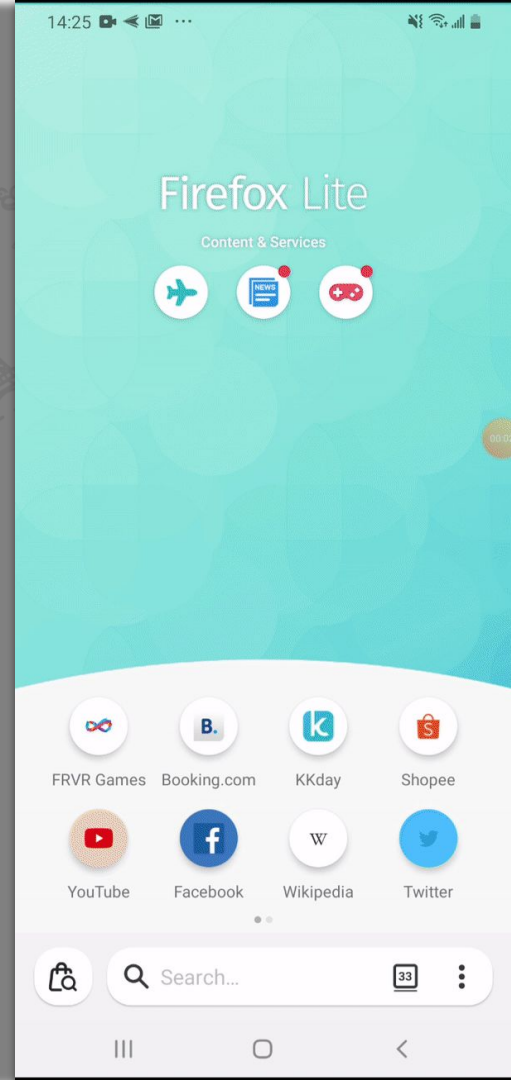 14:25
Firefox Lite
Content & Services
NEWS
FRVR Games Booking.com KKday Shopee
YouTube Facebook Wikipedia Twitter
Search... 33